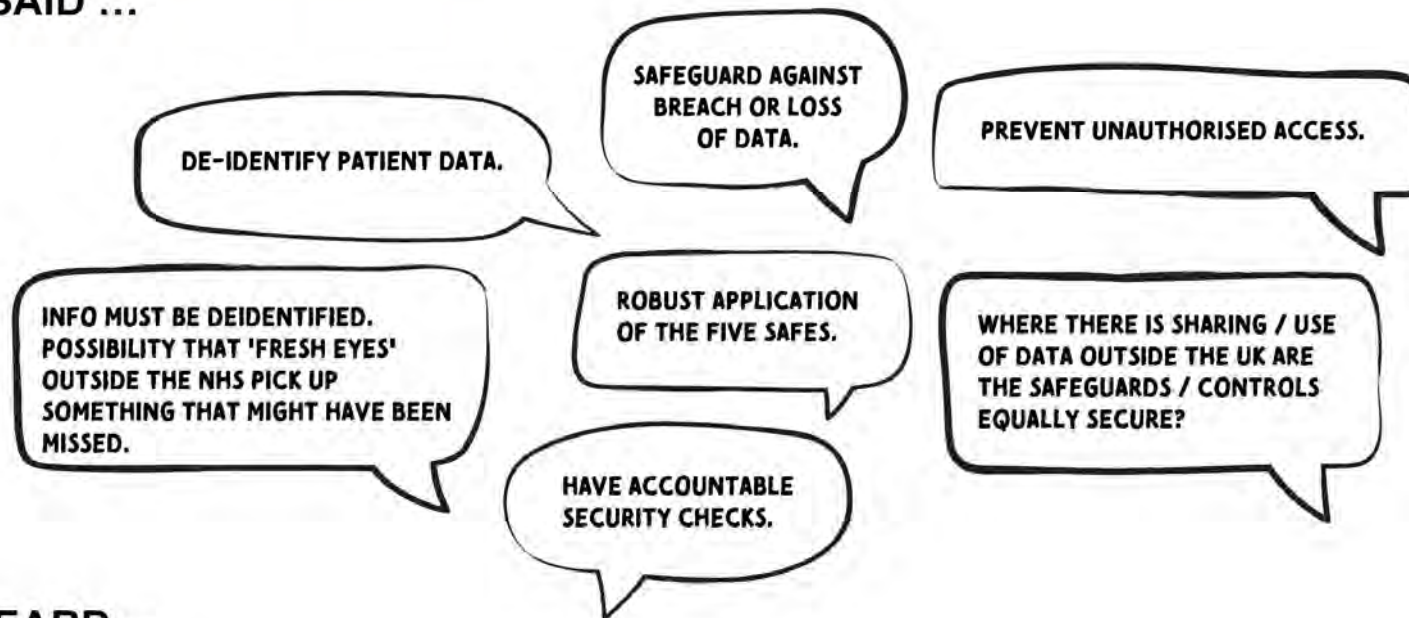 SAID ...
SAFEGUARD AGAINST
BREACH OR LOSS
OF DATA.
DE-IDENTIFY PATIENT DATA.
PREVENT UNAUTHORISED ACCESS.
INFO MUST BE DEIDENTIFIED.
POSSIBILITY THAT 'FRESH EYES'
OUTSIDE THE NHS PICK UP
SOMETHING THAT MIGHT HAVE BEEN
MISSED.
ROBUST APPLICATION
OF THE FIVE SAFES.
WHERE THERE IS SHARING / USE
OF DATA OUTSIDE THE UK ARE
THE SAFEGUARDS / CONTROLS
EQUALLY SECURE?
HAVE ACCOUNTABLE
SECURITY CHECKS.